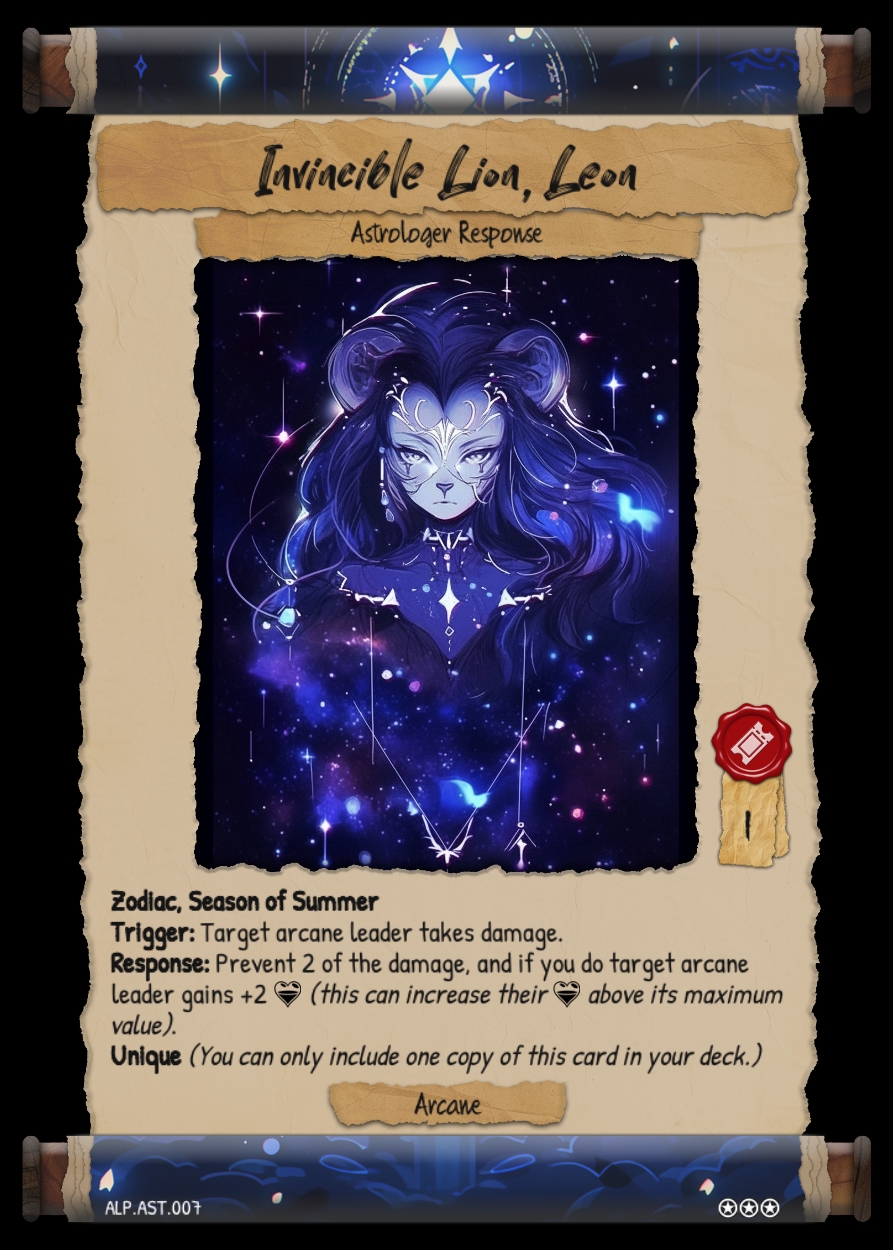 Invincible Lion, Leon
Astrologer Response
1
Zodiac, Season of Summer
Trigger: Target arcane leader takes damage.
Response: Prevent 2 of the damage, and if you do target arcane
leader gains +2 (this can increase their above its maximum
value).
Unique (You can only include one copy of this card in your deck.)
Arcane
ALP.AST.007